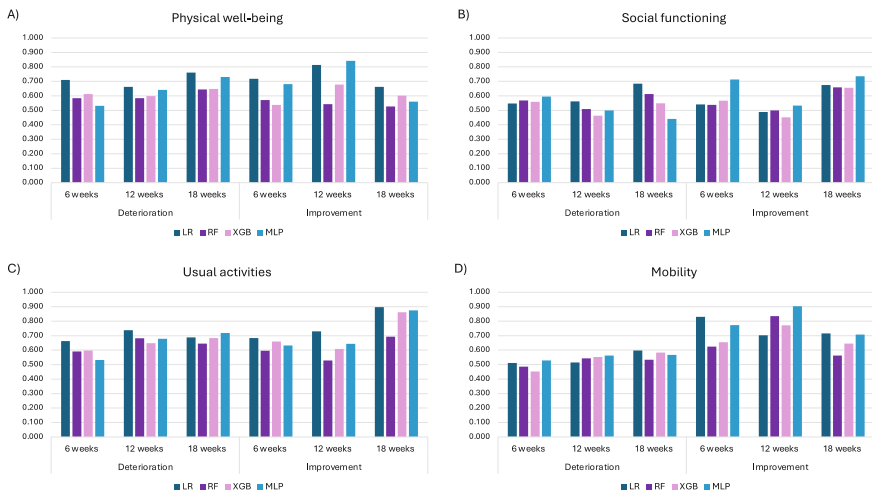 A)
Physical well-being
1.000
0.900
0.800
0.700
0.600
0.500
0.400
0.300
0.200
0.100
0.000
6 weeks 12 weeks 18 weeks 6 weeks 12 weeks 18 weeks
Deterioration Improvement
LR RF XGB MLP
B)
Social functioning
1.000
0.900
0.800
0.700
0.600
0.500
0.400
0.300
0.200
0.100
0.000
6 weeks 12 weeks 18 weeks 6 weeks 12 weeks 18 weeks
Deterioration Improvement
LR RF XGB MLP
C)
Usual activities
1.000
0.900
0.800
0.700
0.600
0.500
0.400
0.300
0.200
0.100
0.000
6 weeks 12 weeks 18 weeks 6 weeks 12 weeks 18 weeks
Deterioration Improvement
LR RF XGB MLP
D)
Mobility
1.000
0.900
0.800
0.700
0.600
0.500
0.400
0.300
0.200
0.100
0.000
6 weeks 12 weeks 18 weeks 6 weeks 12 weeks 18 weeks
Deterioration Improvement
LR RF XGB MLP